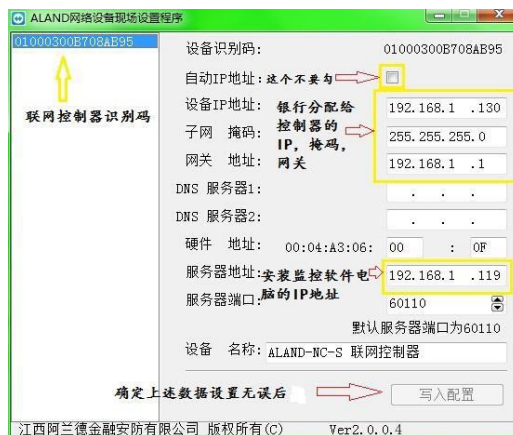 ALAND网络设备现场设置程序
01000300B708AB95
联网控制器识别码
设备识别码: 01000300B708AB95
自动IP地址: 这个不要勾
设备IP地址: 192.168.1 .130
子网 掩码: 255.255.255.0
网关 地址: 192.168.1 .1
银行分配给
控制器的
IP, 掩码,
网关
DNS 服务器1: . . .
DNS 服务器2: . . .
硬件 地址: 00:04:A3:06: 00 : 0F
服务器地址: 192.168.1 .119
安装监控软件电
脑的IP地址
服务器端口: 60110
默认服务器端口为60110
设备 名称: ALAND-NC-S 联网控制器
确定上述数据设置无误后 写入配置
江西阿兰德金融安防有限公司 版权所有(C) Ver2.0.0.4